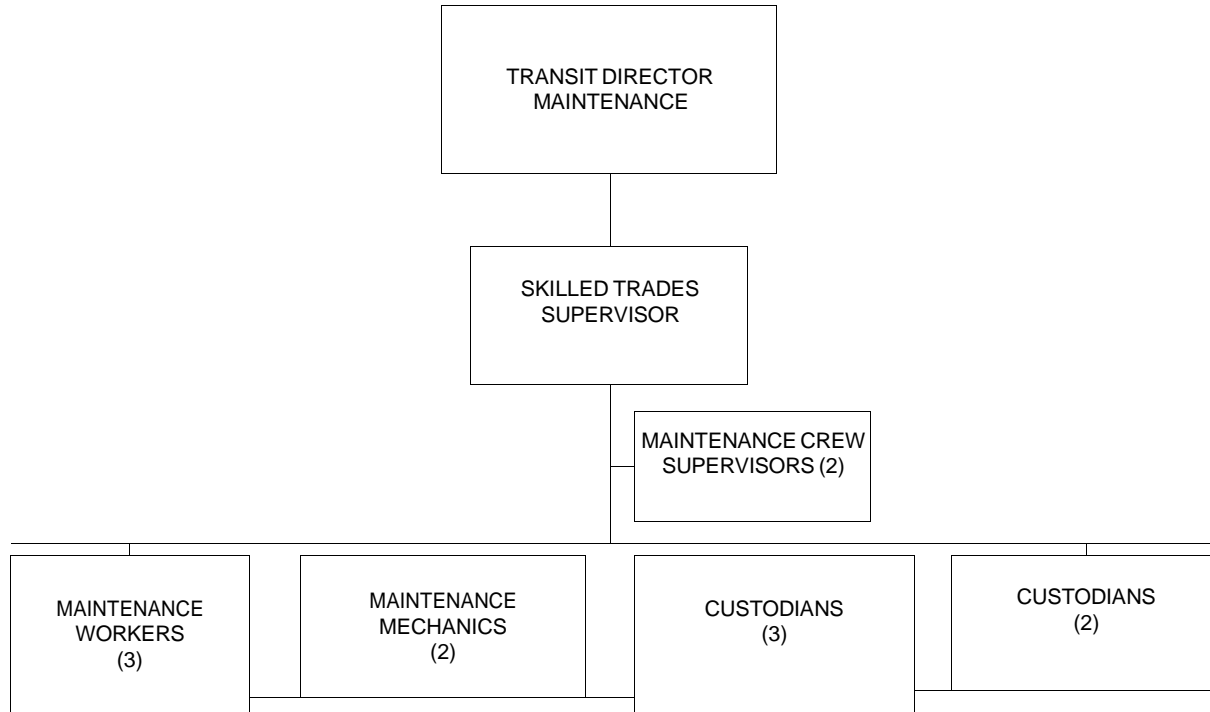 TRANSIT DIRECTOR
MAINTENANCE
SKILLED TRADES
SUPERVISOR
MAINTENANCE CREW
SUPERVISORS (2)
MAINTENANCE
WORKERS
(3)
MAINTENANCE
MECHANICS
(2)
CUSTODIANS
(3)
CUSTODIANS
(2)